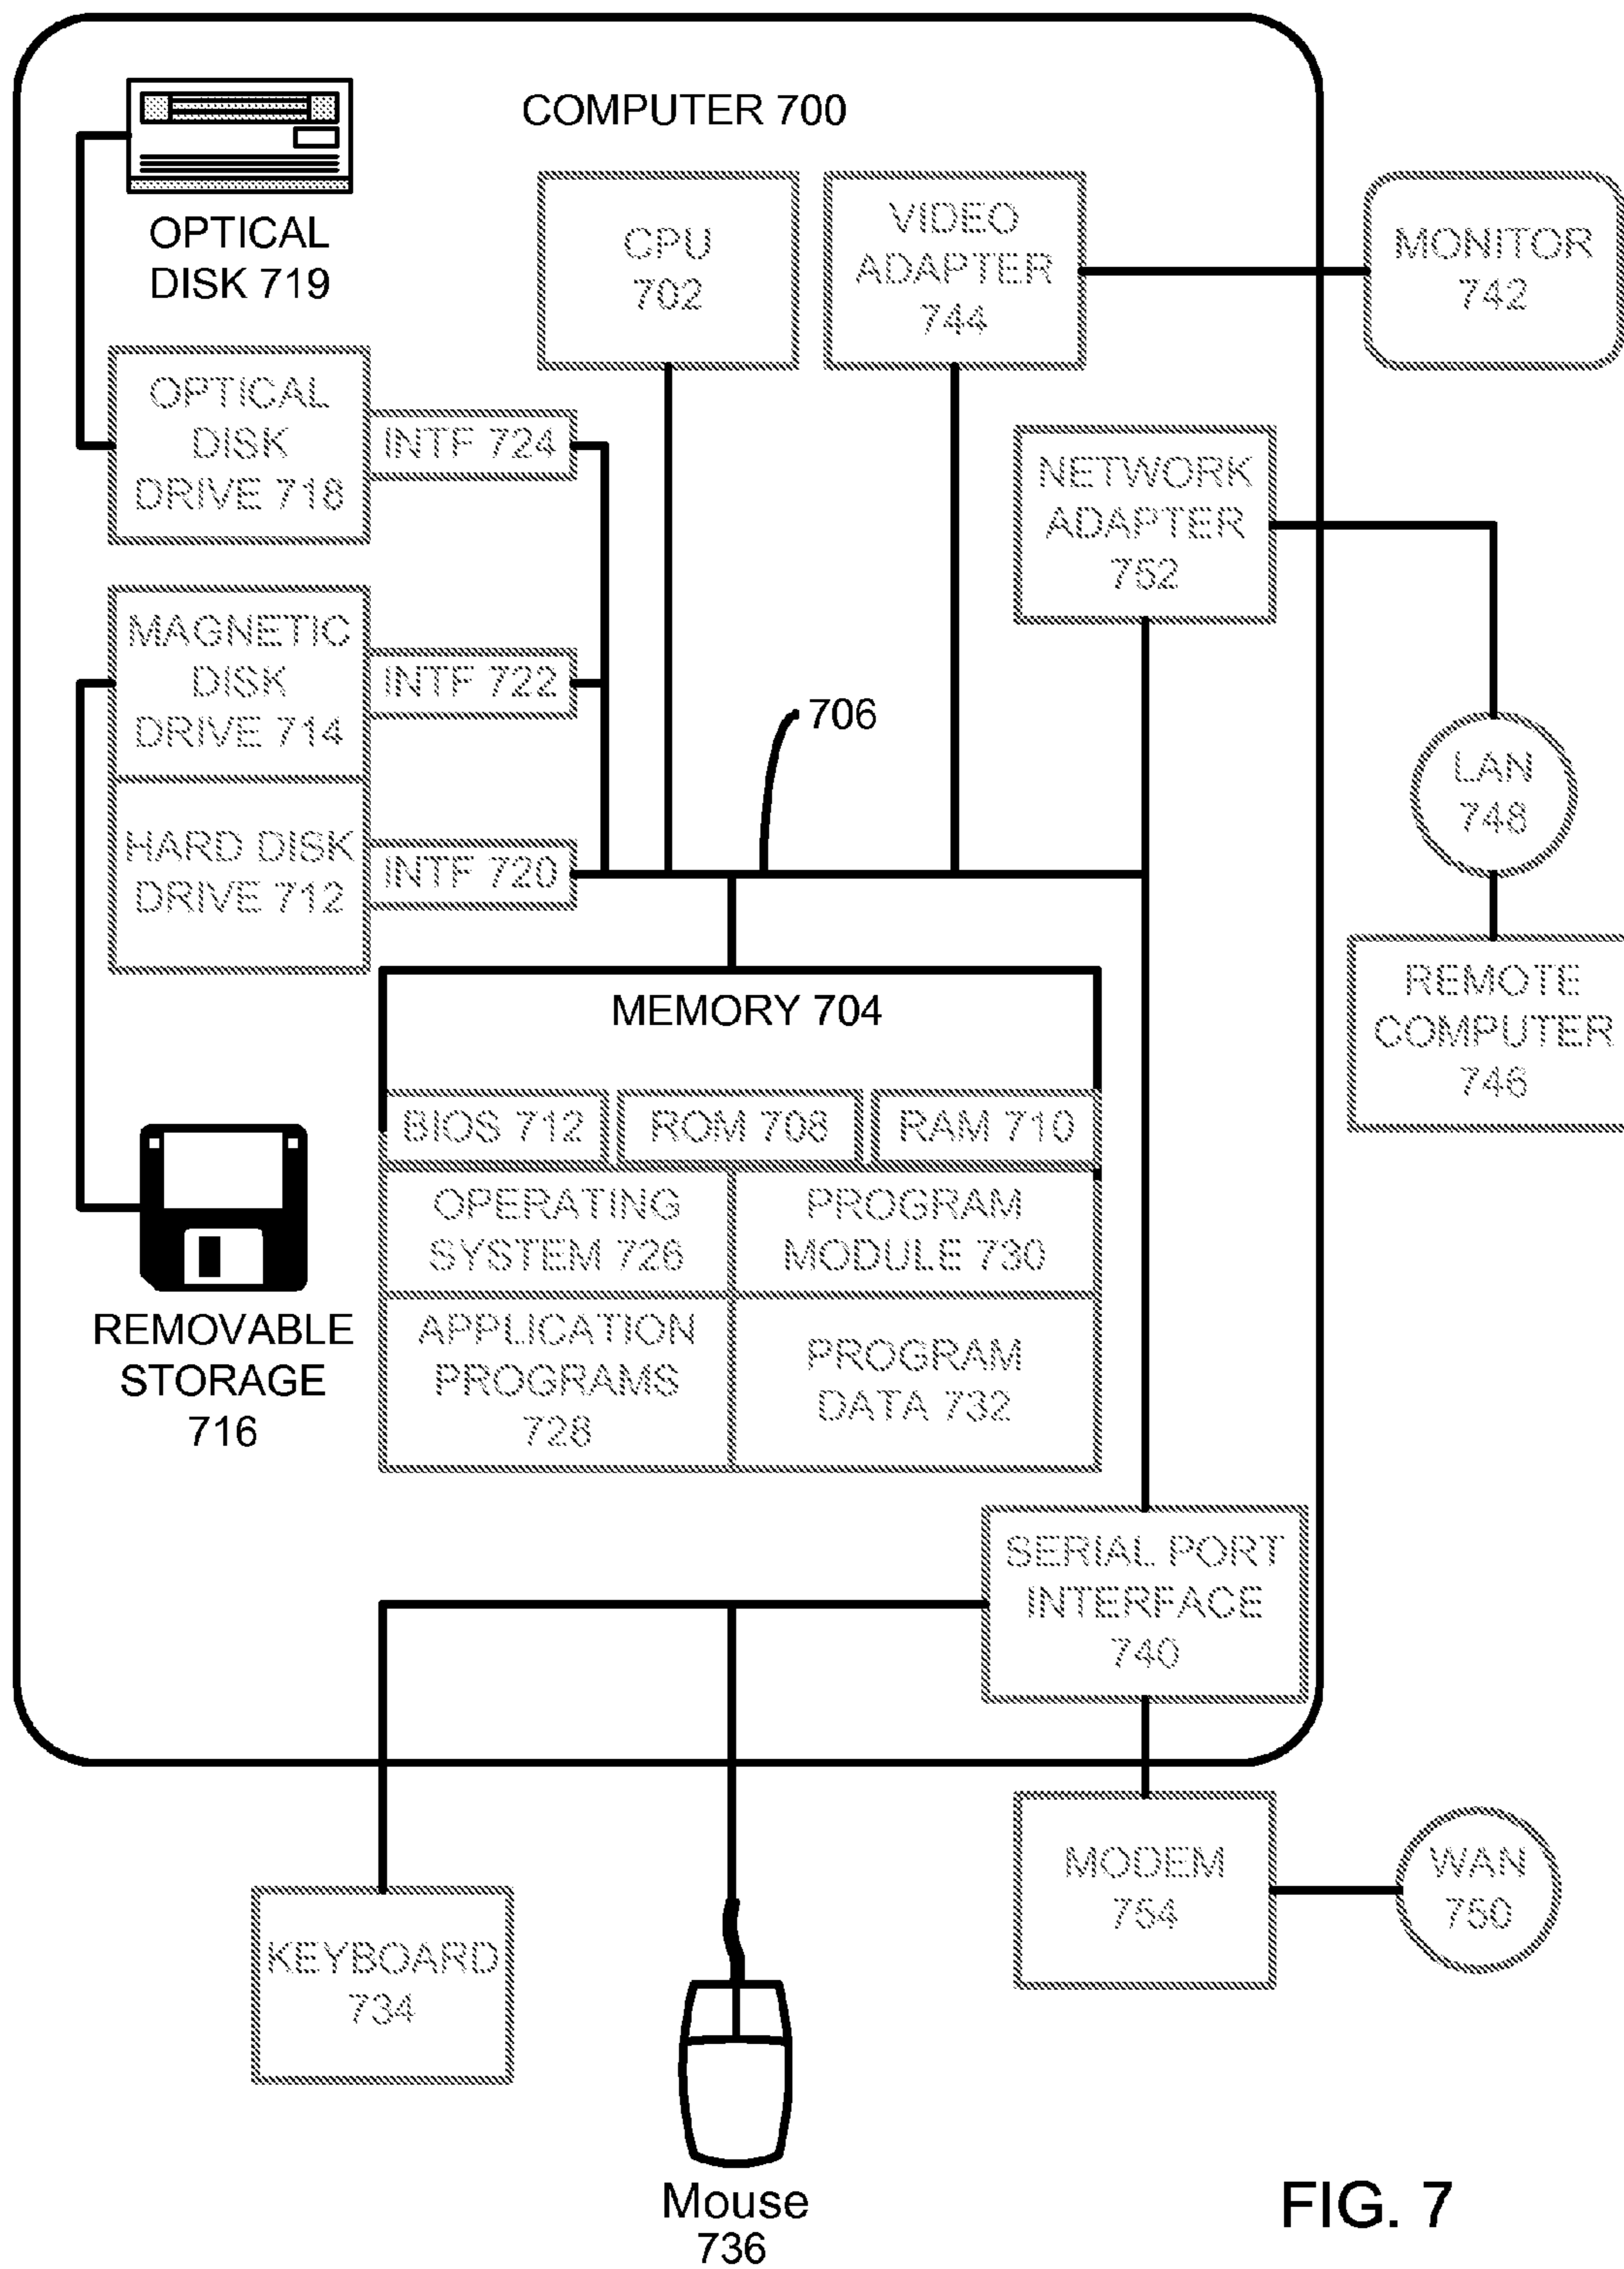 COMPUTER 700
OPTICAL
DISK 719
CPU
702
VIDEO
ADAPTER
744
MONITOR
742
OPTICAL
DISK
DRIVE 718
INTF 724
NETWORK
ADAPTER
752
MAGNETIC
DISK
DRIVE 714
INTF 722
706
LAN
748
HARD DISK
DRIVE 712
INTF 720
REMOTE
COMPUTER
746
MEMORY 704
BIOS 712
ROM 708
RAM 710
OPERATING
SYSTEM 726
PROGRAM
MODULE 730
APPLICATION
PROGRAMS
728
PROGRAM
DATA 732
REMOVABLE
STORAGE
716
SERIAL PORT
INTERFACE
740
MODEM
754
WAN
750
KEYBOARD
734
Mouse
736
FIG. 7